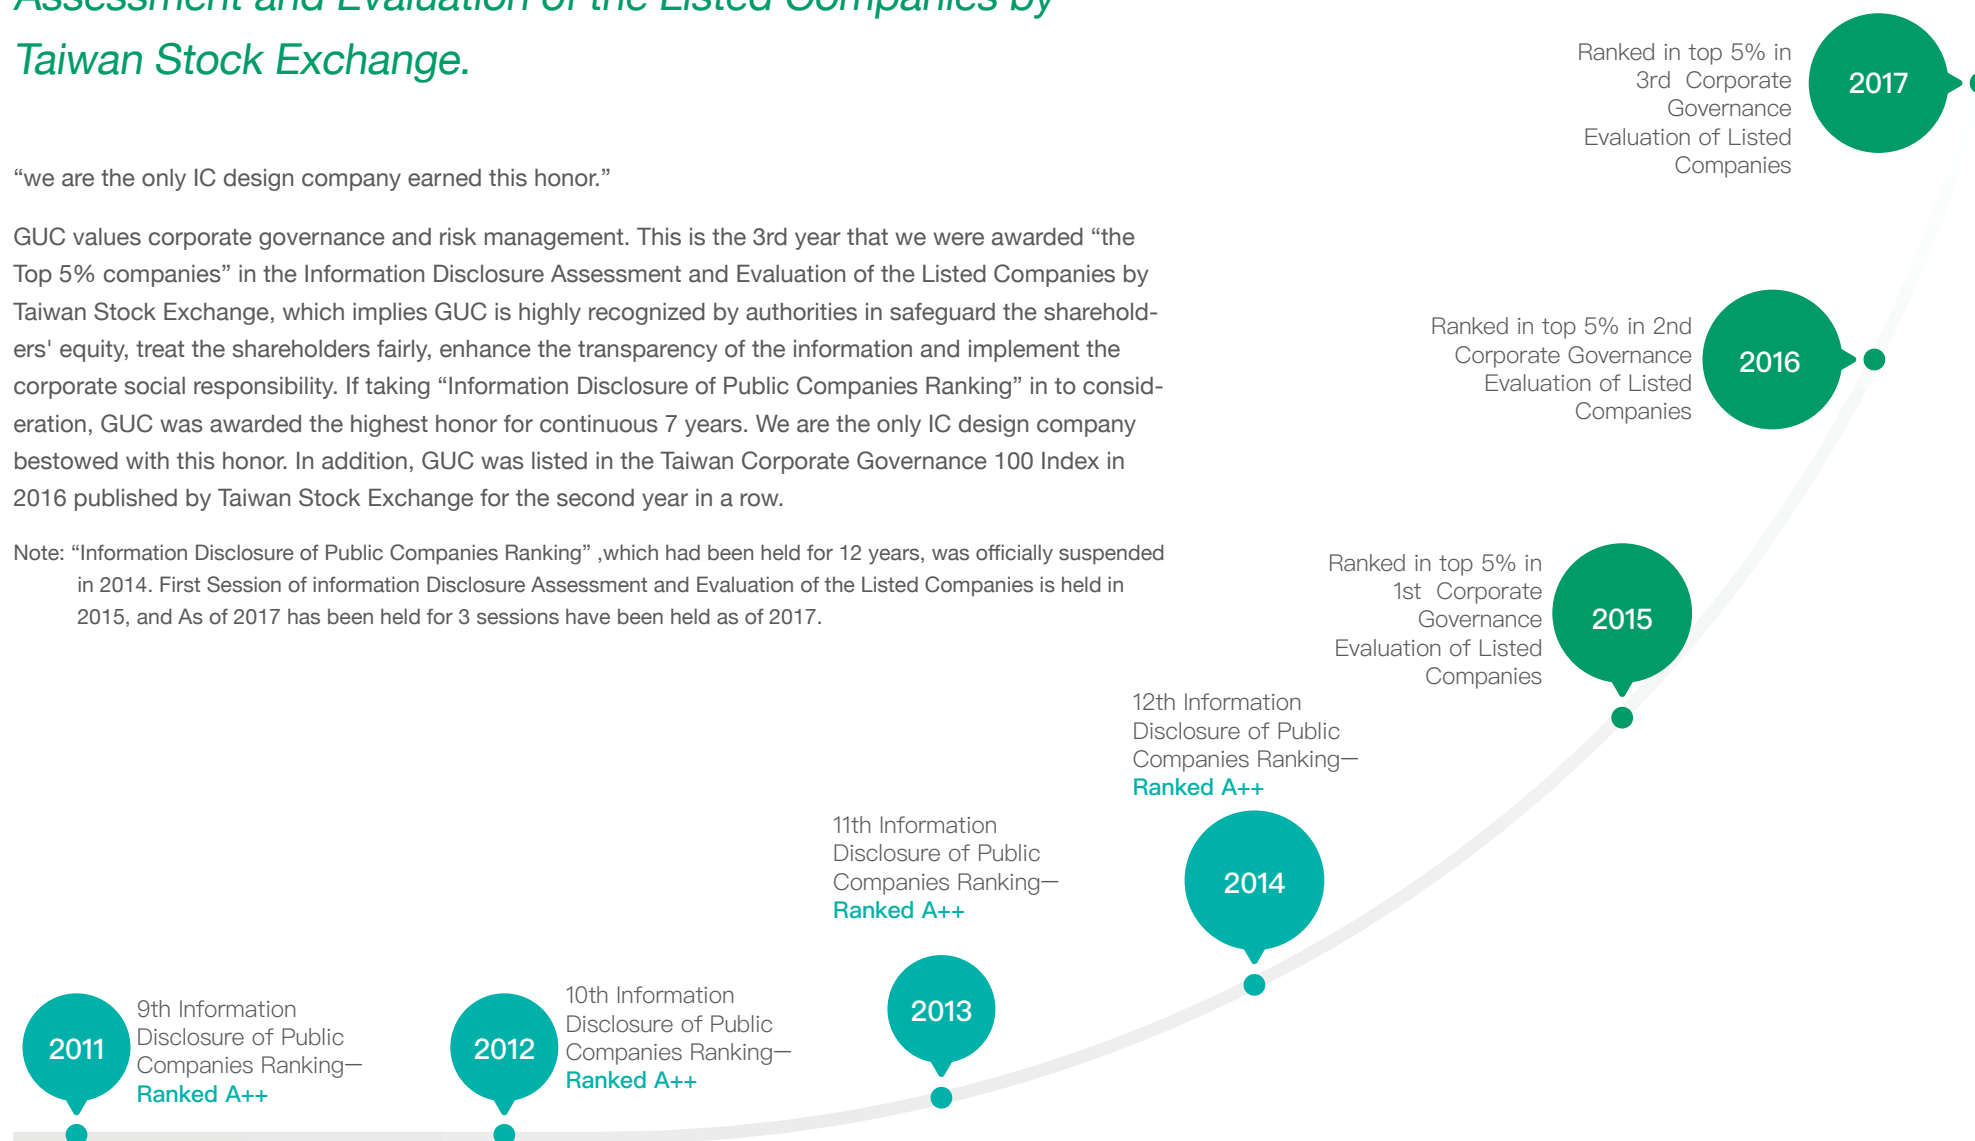 Assessment and Evaluation of the Listed Companies by
Taiwan Stock Exchange.
“we are the only IC design company earned this honor.”
GUC values corporate governance and risk management. This is the 3rd year that we were awarded “the
Top 5% companies” in the Information Disclosure Assessment and Evaluation of the Listed Companies by
Taiwan Stock Exchange, which implies GUC is highly recognized by authorities in safeguard the sharehold-
ers' equity, treat the shareholders fairly, enhance the transparency of the information and implement the
corporate social responsibility. If taking “Information Disclosure of Public Companies Ranking” in to consid-
eration, GUC was awarded the highest honor for continuous 7 years. We are the only IC design company
bestowed with this honor. In addition, GUC was listed in the Taiwan Corporate Governance 100 Index in
2016 published by Taiwan Stock Exchange for the second year in a row.
Note: “Information Disclosure of Public Companies Ranking” ,which had been held for 12 years, was officially suspended
in 2014. First Session of information Disclosure Assessment and Evaluation of the Listed Companies is held in
2015, and As of 2017 has been held for 3 sessions have been held as of 2017.
Ranked in top 5% in
3rd Corporate
Governance
Evaluation of Listed
Companies
2017
Ranked in top 5% in 2nd
Corporate Governance
Evaluation of Listed
Companies
2016
Ranked in top 5% in
1st Corporate
Governance
Evaluation of Listed
Companies
2015
12th Information
Disclosure of Public
Companies Ranking—
Ranked A++
2014
11th Information
Disclosure of Public
Companies Ranking—
Ranked A++
2013
10th Information
Disclosure of Public
Companies Ranking—
Ranked A++
2012
9th Information
Disclosure of Public
Companies Ranking—
Ranked A++
2011